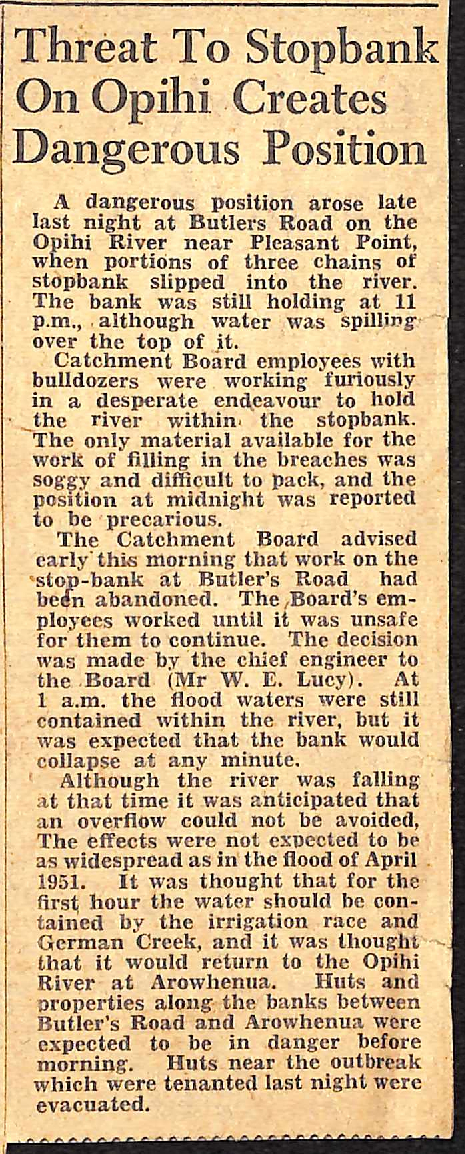 Threat To Stopbank
On Opihi Creates
Dangerous Position
A dangerous position arose late
last night at Butlers Road on the
Opihi River near Pleasant Point,
when portions of three chains of
stopbank slipped into the river.
The bank was still holding at 11
p.m., although water was spilling
over the top of it.
Catchment Board employees with
bulldozers were working furiously
in a desperate endeavour to hold
the river within the stopbank.
The only material available for the
work of filling in the breaches was
soggy and difficult to pack, and the
position at midnight was reported
to be precarious.
The Catchment Board advised
early this morning that work on the
stop-bank at Butler's Road had
been abandoned. The Board's em-
ployees worked until it was unsafe
for them to continue. The decision
was made by the chief engineer to
the Board (Mr W. E. Lucy). At
1 a.m. the flood waters were still
contained within the river, but it
was expected that the bank would
collapse at any minute.
Although the river was falling
at that time it was anticipated that
an overflow could not be avoided,
The effects were not expected to be
as widespread as in the flood of April
1951. It was thought that for the
first hour the water should be con-
tained by the irrigation race and
German Creek, and it was thought
that it would return to the Opihi
River at Arowhenua. Huts and
properties along the banks between
Butler's Road and Arowhenua were
expected to be in danger before
morning. Huts near the outbreak
which were tenanted last night were
evacuated.